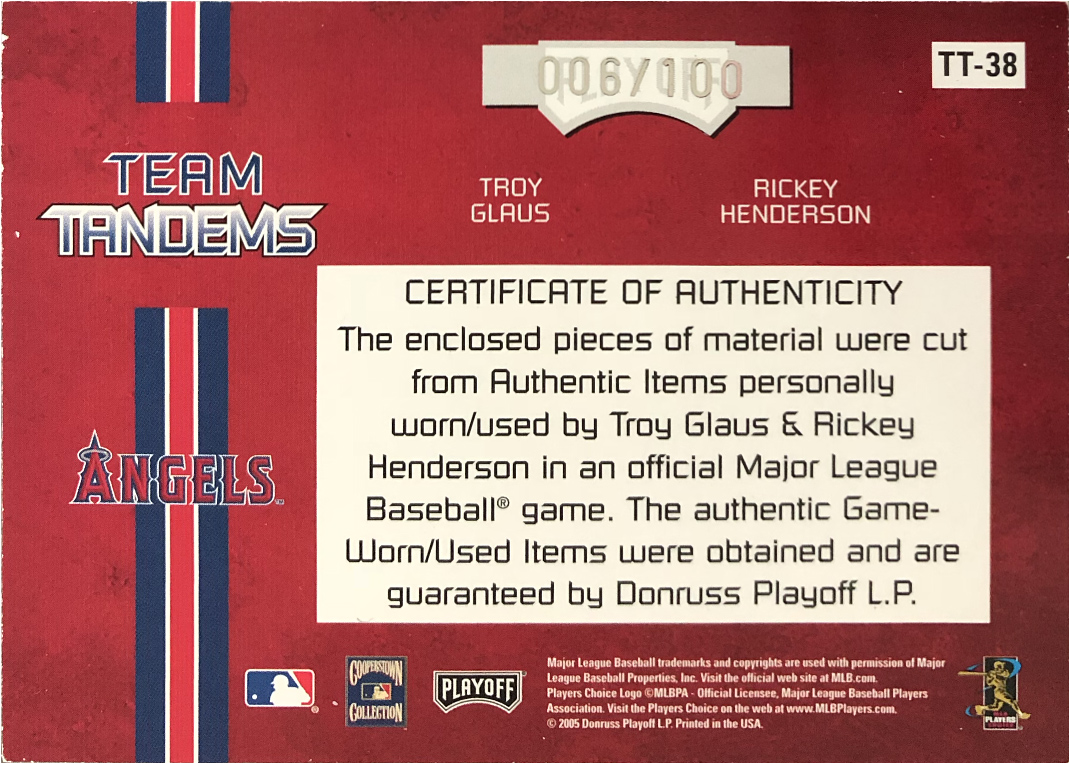 006/100
PLAYOFF
TT-38
TEAM
TANDEMS
TROY
GLAUS
RICKEY
HENDERSON
CERTIFICATE OF AUTHENTICITY
The enclosed pieces of material were cut
from Authentic Items personally
worn/used by Troy Glaus & Rickey
Henderson in an official Major League
Baseball® game. The authentic Game-
Worn/Used Items were obtained and are
guaranteed by Donruss Playoff L.P.
ANGELS
COOPERSTOWN
COLLECTION
PLAYOFF
Major League Baseball trademarks and copyrights are used with permission of Major
League Baseball Properties, Inc. Visit the official web site at MLB.com.
Players Choice Logo ©MLBPA - Official Licensee, Major League Baseball Players
Association. Visit the Players Choice on the web at www.MLBPlayers.com.
© 2005 Donruss Playoff L.P. Printed in the USA.
PLAYERS
CHOICE